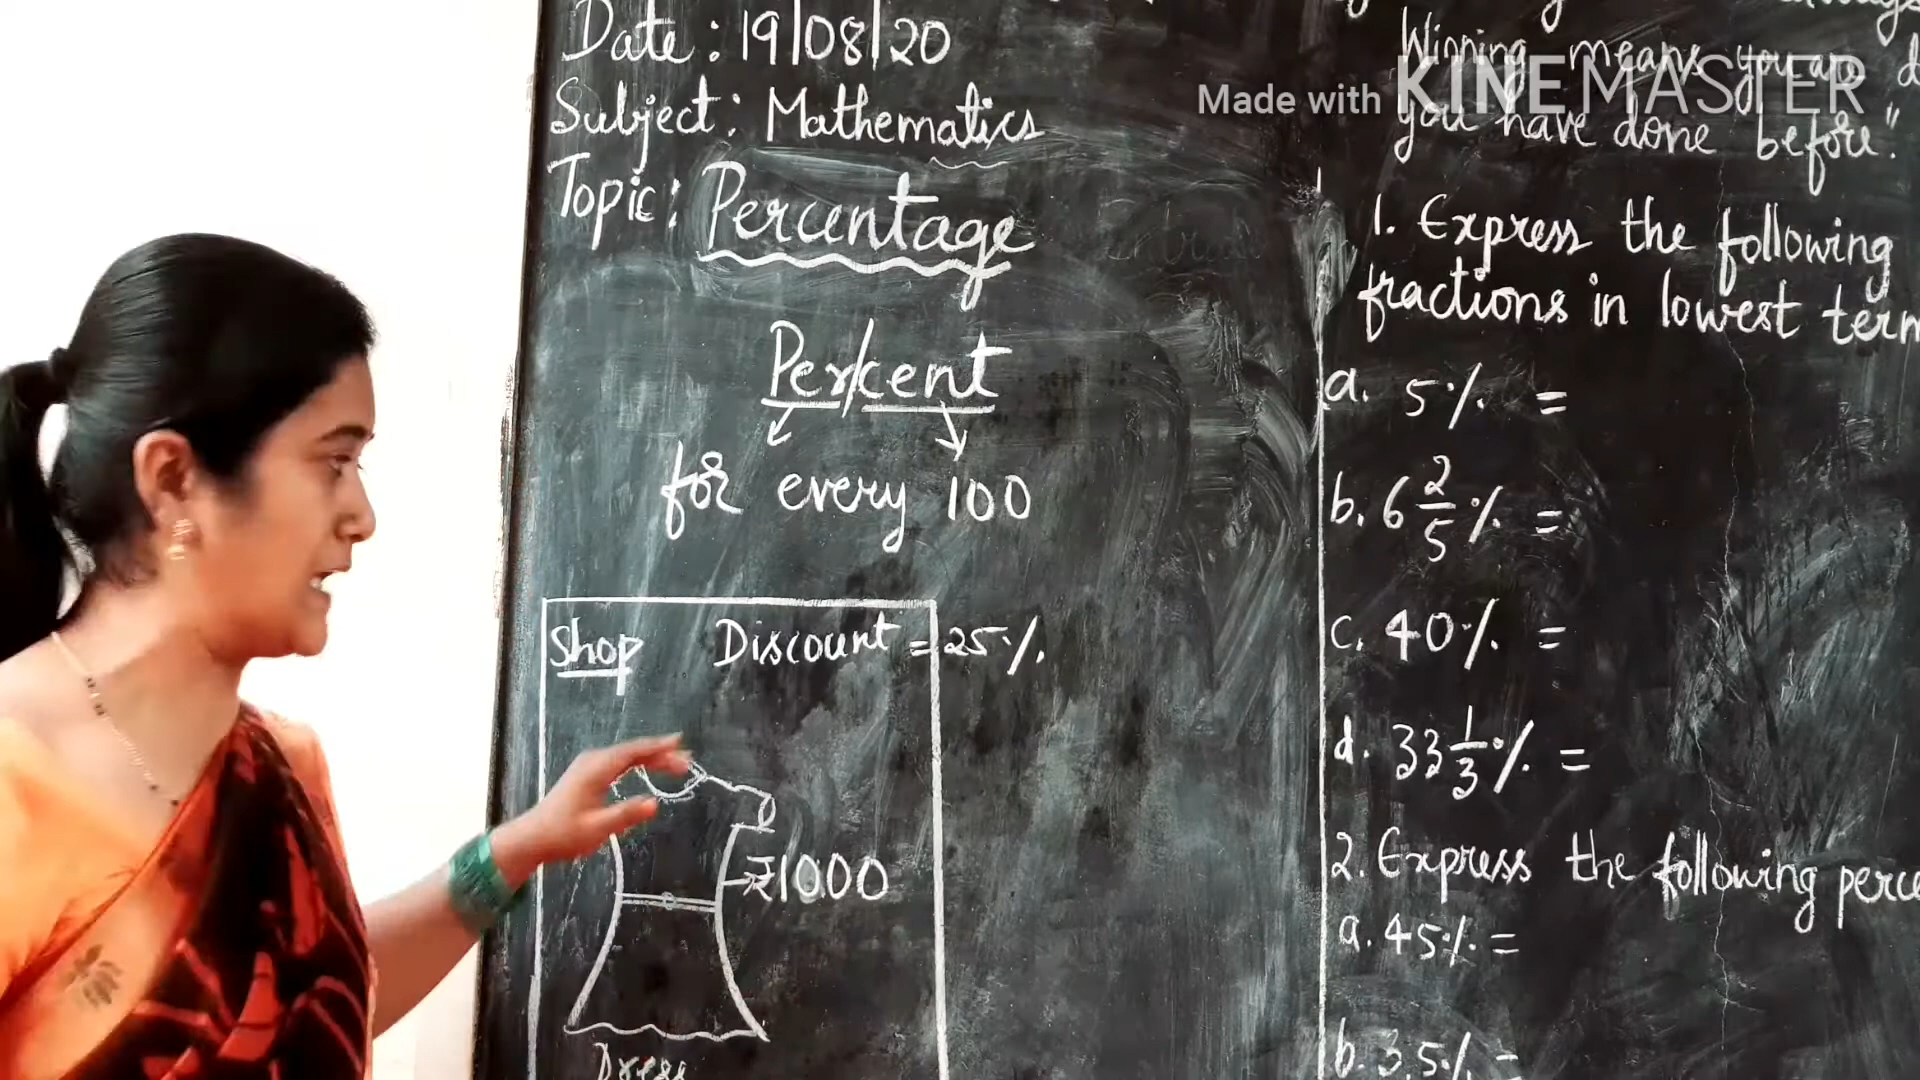 Date : 19/08/20
Subject : Mathematics
Topic : Percentage
Per/cent
for every 100
Shop Discount = 25%.
₹1000
Dress
Winning means you are
you have done before."
Made with KINEMASTER
1. Express the following
fractions in lowest term
a. 5% =
b. 6 2/5 % =
c. 40% =
d. 33 1/3 % =
2. Express the following perce
a. 45% =
b. 3.5% =